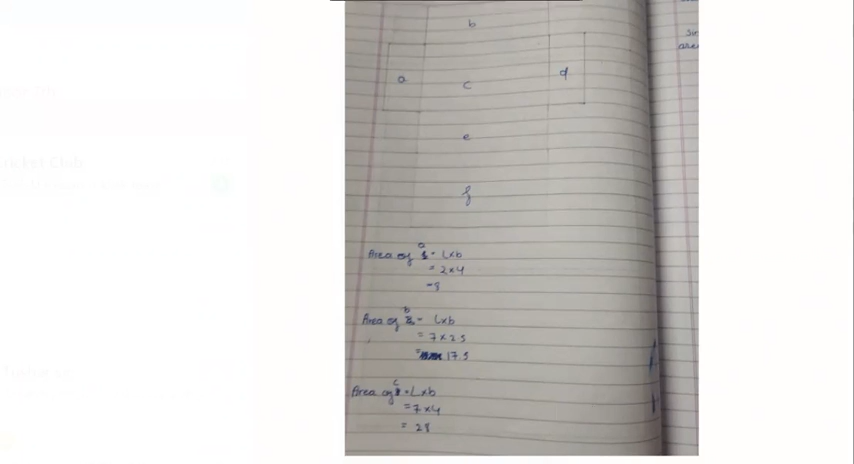 b
a
c
d
e
f
Area of a = L×b
= 2×4
= 8
Area of b = L×b
= 7×2.5
= 17.5
Area of c = L×b
= 7×4
= 28